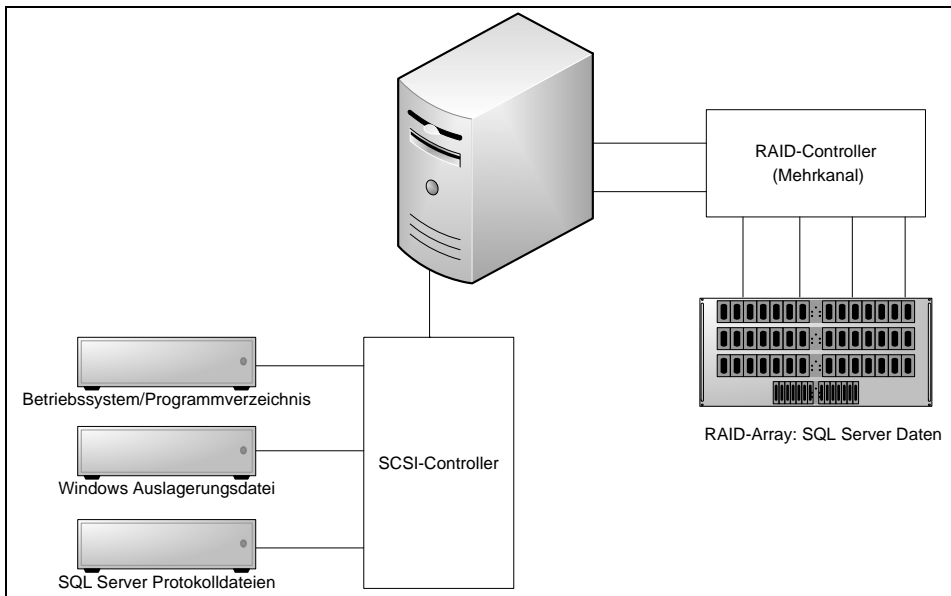 RAID-Controller
(Mehrkanal)
RAID-Array: SQL Server Daten
SCSI-Controller
Betriebssystem/Programmverzeichnis
Windows Auslagerungsdatei
SQL Server Protokolldateien